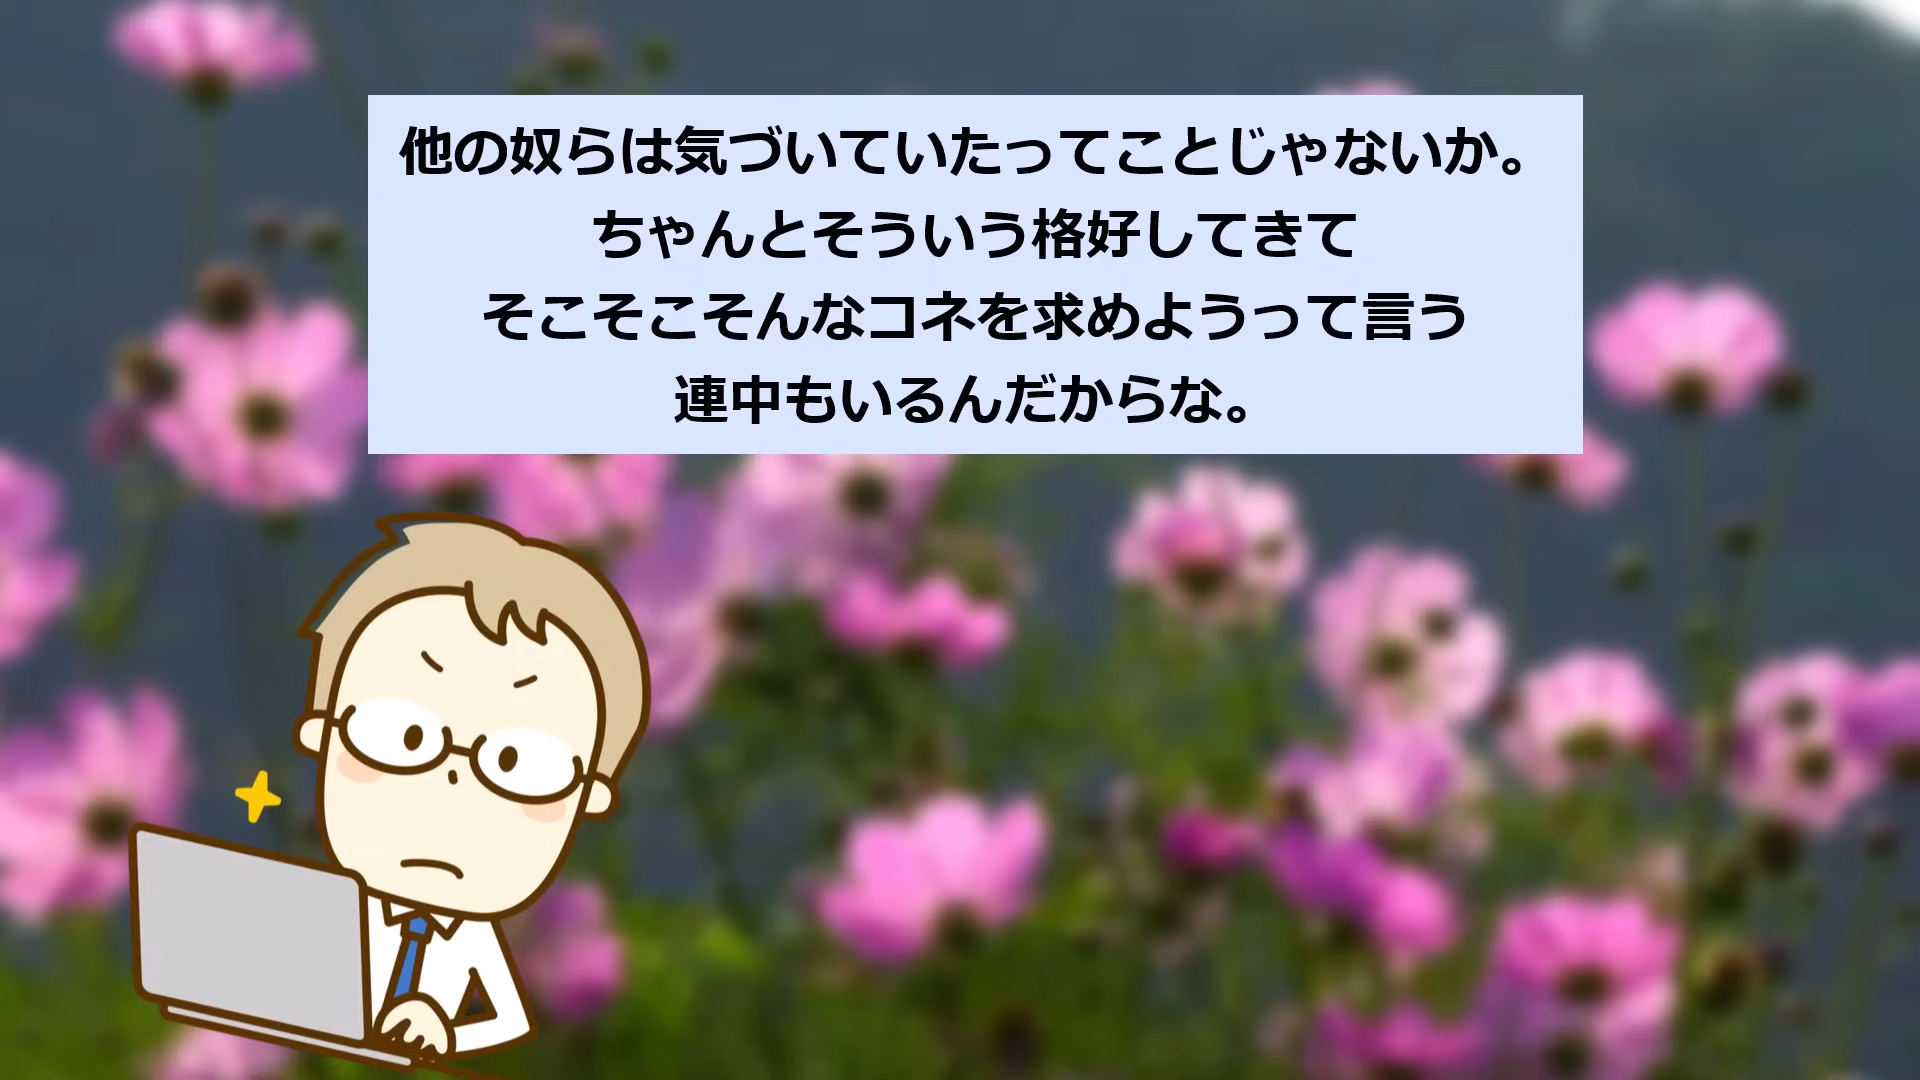 他の奴らは気づいていたってことじゃないか。
ちゃんとそういう格好してきて
そこそこそんなコネを求めようって言う
連中もいるんだからな。